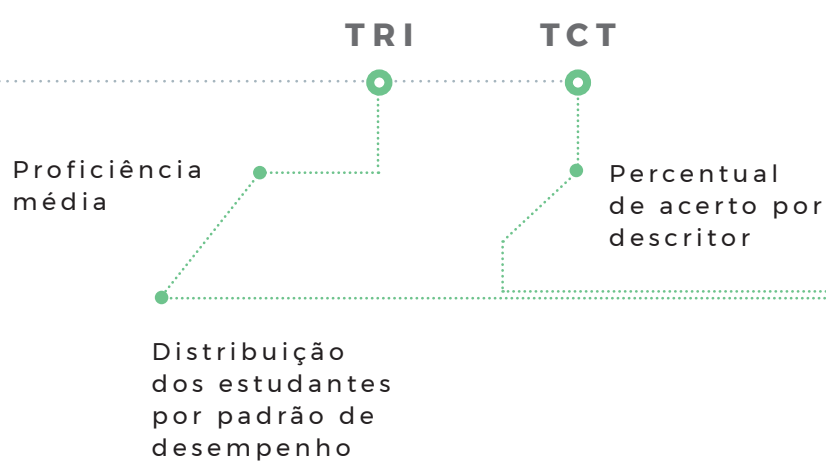 TRI
TCT
Proficiência
média
Percentual
de acerto por
descritor
Distribuição
dos estudantes
por padrão de
desempenho